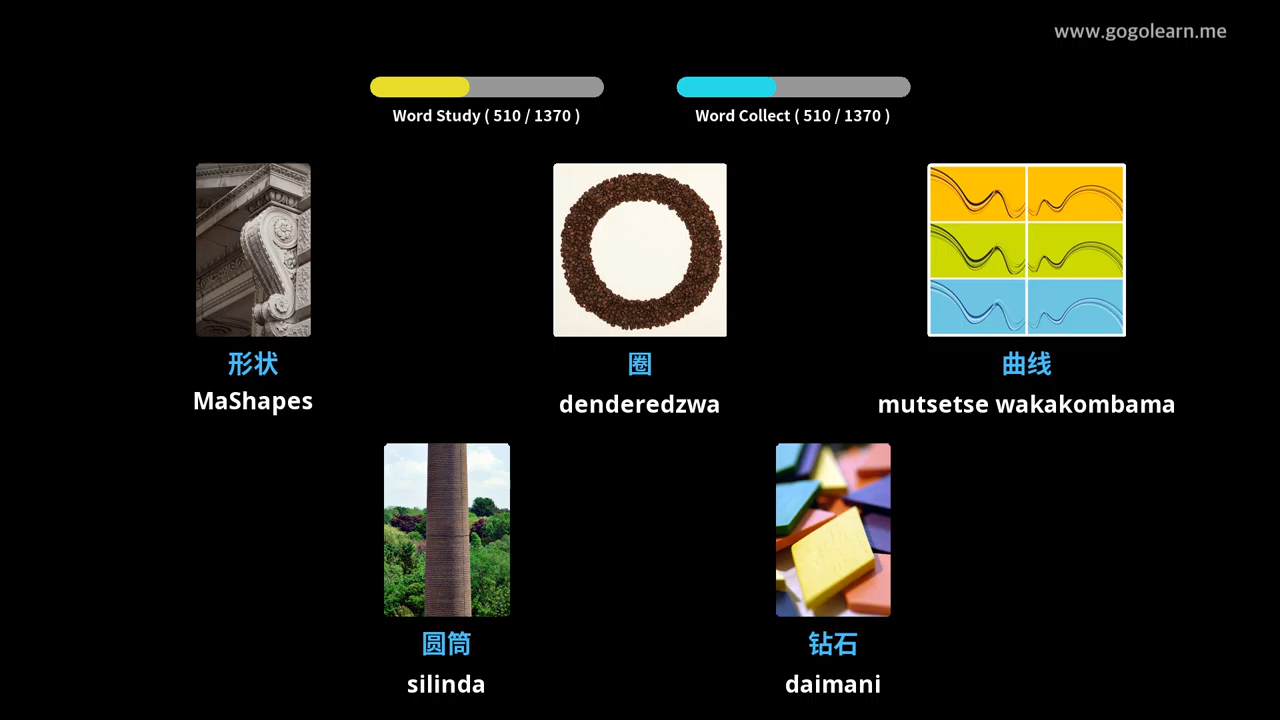 www.gogolearn.me
Word Study ( 510 / 1370 )
Word Collect ( 510 / 1370 )
形状
MaShapes
圈
denderedzwa
曲线
mutsetse wakakombama
圆筒
silinda
钻石
daimani